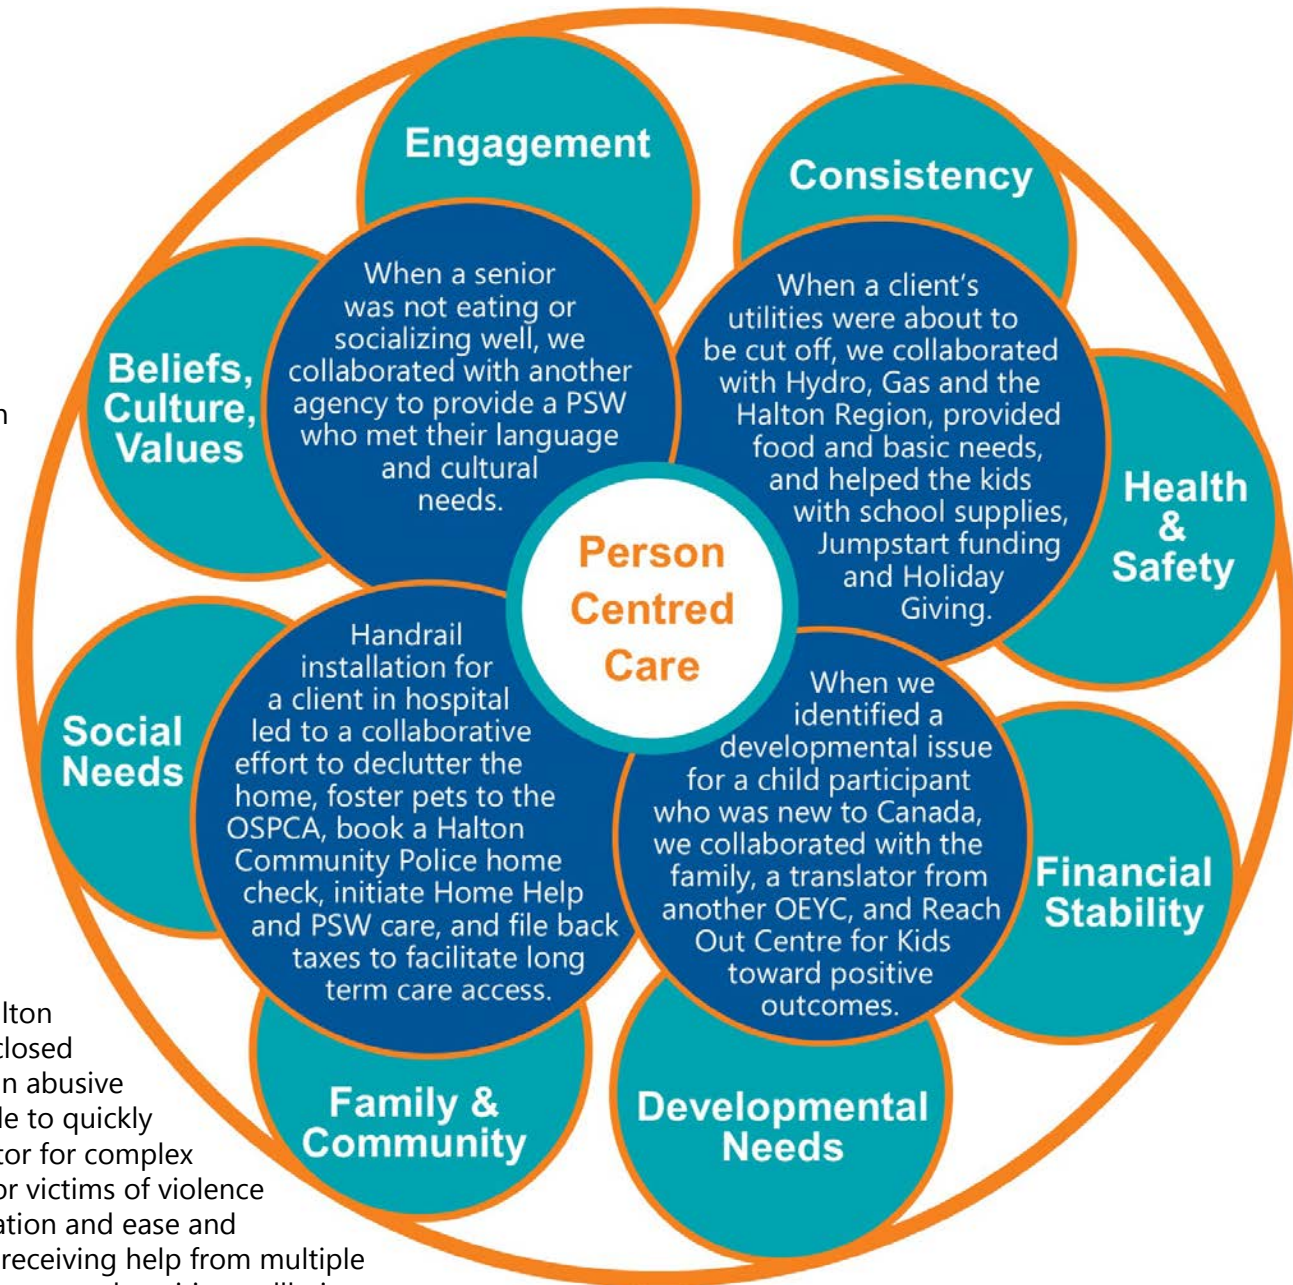 Engagement
Consistency
When a senior
was not eating or
socializing well, we
collaborated with another
agency to provide a PSW
who met their language
and cultural
needs.
When a client's
utilities were about to
be cut off, we collaborated
with Hydro, Gas and the
Halton Region, provided
food and basic needs,
and helped the kids
with school supplies,
Jumpstart funding
and Holiday
Giving.
Beliefs,
Culture,
Values
Health
&
Safety
Person
Centred
Care
Social
Needs
Handrail
installation for
a client in hospital
led to a collaborative
effort to declutter the
home, foster pets to the
OSPCA, book a Halton
Community Police home
check, initiate Home Help
and PSW care, and file back
taxes to facilitate long
term care access.
When we
identified a
developmental issue
for a child participant
who was new to Canada,
we collaborated with the
family, a translator from
another OEYC, and Reach
Out Centre for Kids
toward positive
outcomes.
Financial
Stability
Family &
Community
Developmental
Needs
abusive
to quickly
for complex
victims of violence
and ease and
receiving help from multiple